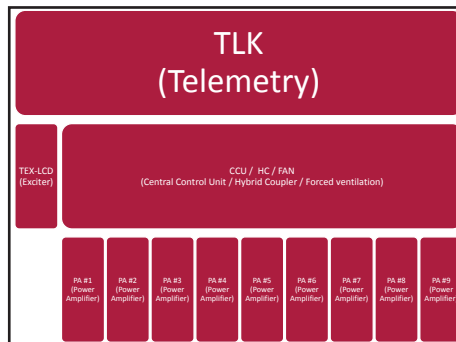 TLK
(Telemetry)
TEX-LCD
(Exciter)
CCU / HC / FAN
(Central Control Unit / Hybrid Coupler / Forced ventilation)
PA #1
(Power
Amplifier)
PA #2
(Power
Amplifier)
PA #3
(Power
Amplifier)
PA #4
(Power
Amplifier)
PA #5
(Power
Amplifier)
PA #6
(Power
Amplifier)
PA #7
(Power
Amplifier)
PA #8
(Power
Amplifier)
PA #9
(Power
Amplifier)